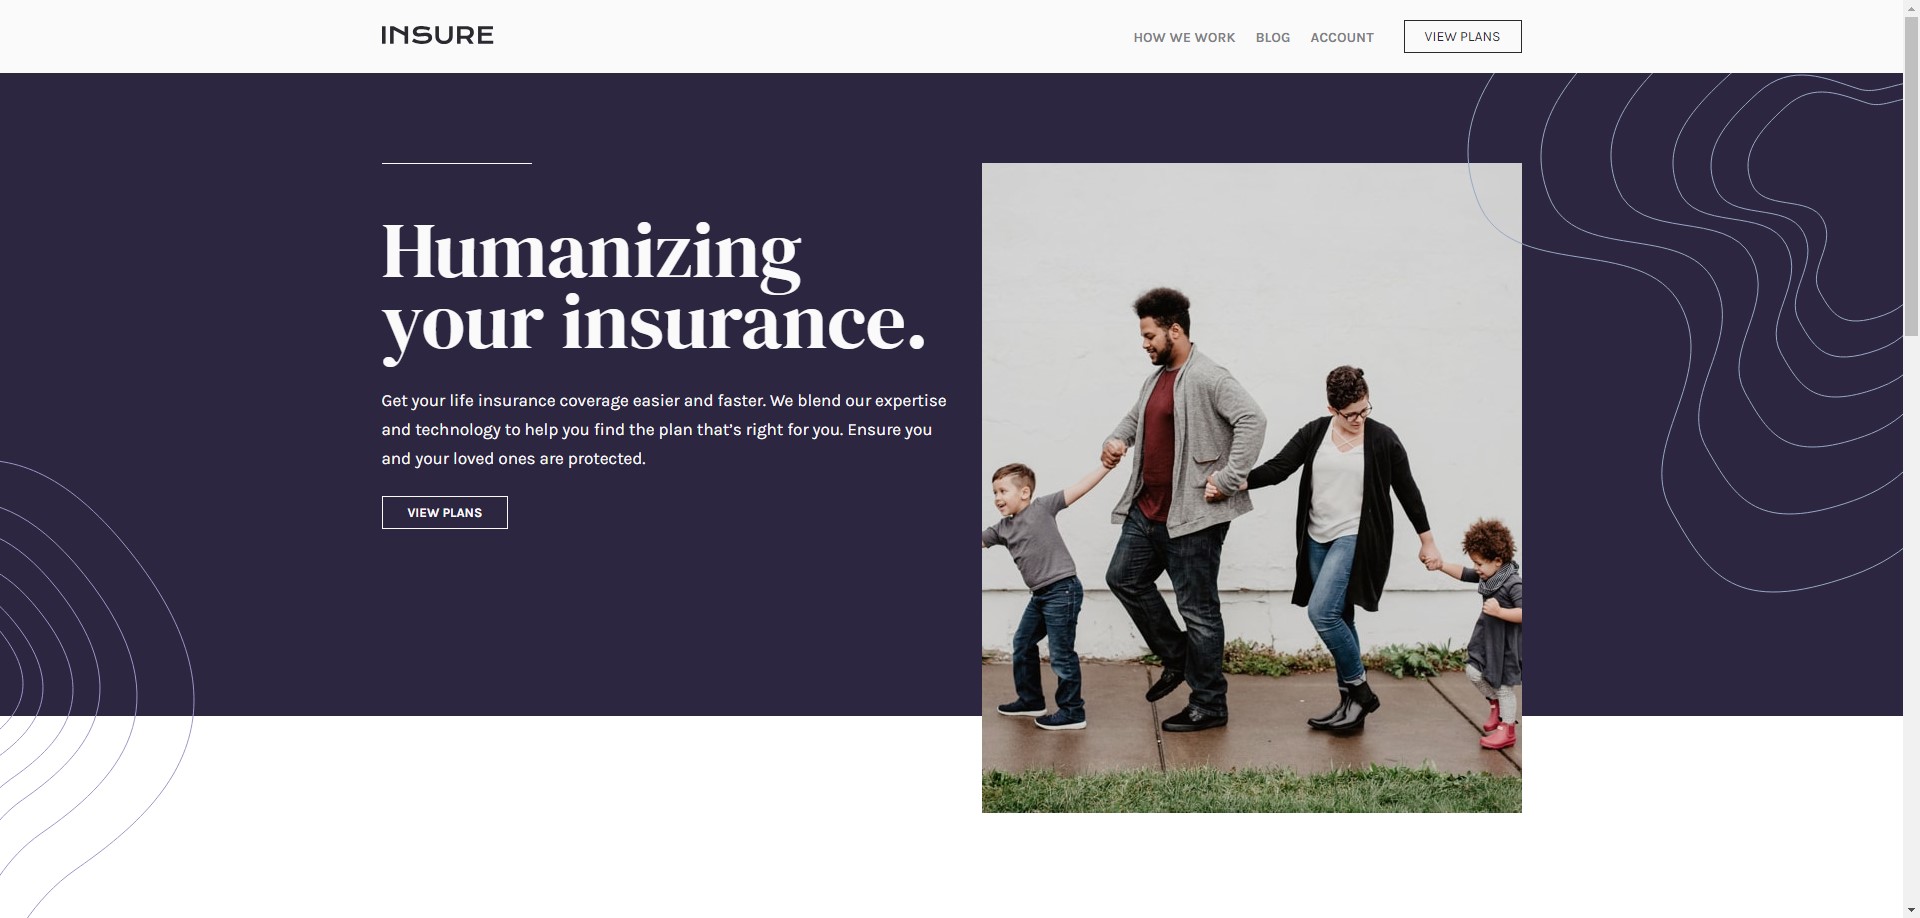 INSURE
HOW WE WORK
BLOG
ACCOUNT
VIEW PLANS
Humanizing
your insurance.
Get your life insurance coverage easier and faster. We blend our expertise
and technology to help you find the plan that’s right for you. Ensure you
and your loved ones are protected.
VIEW PLANS